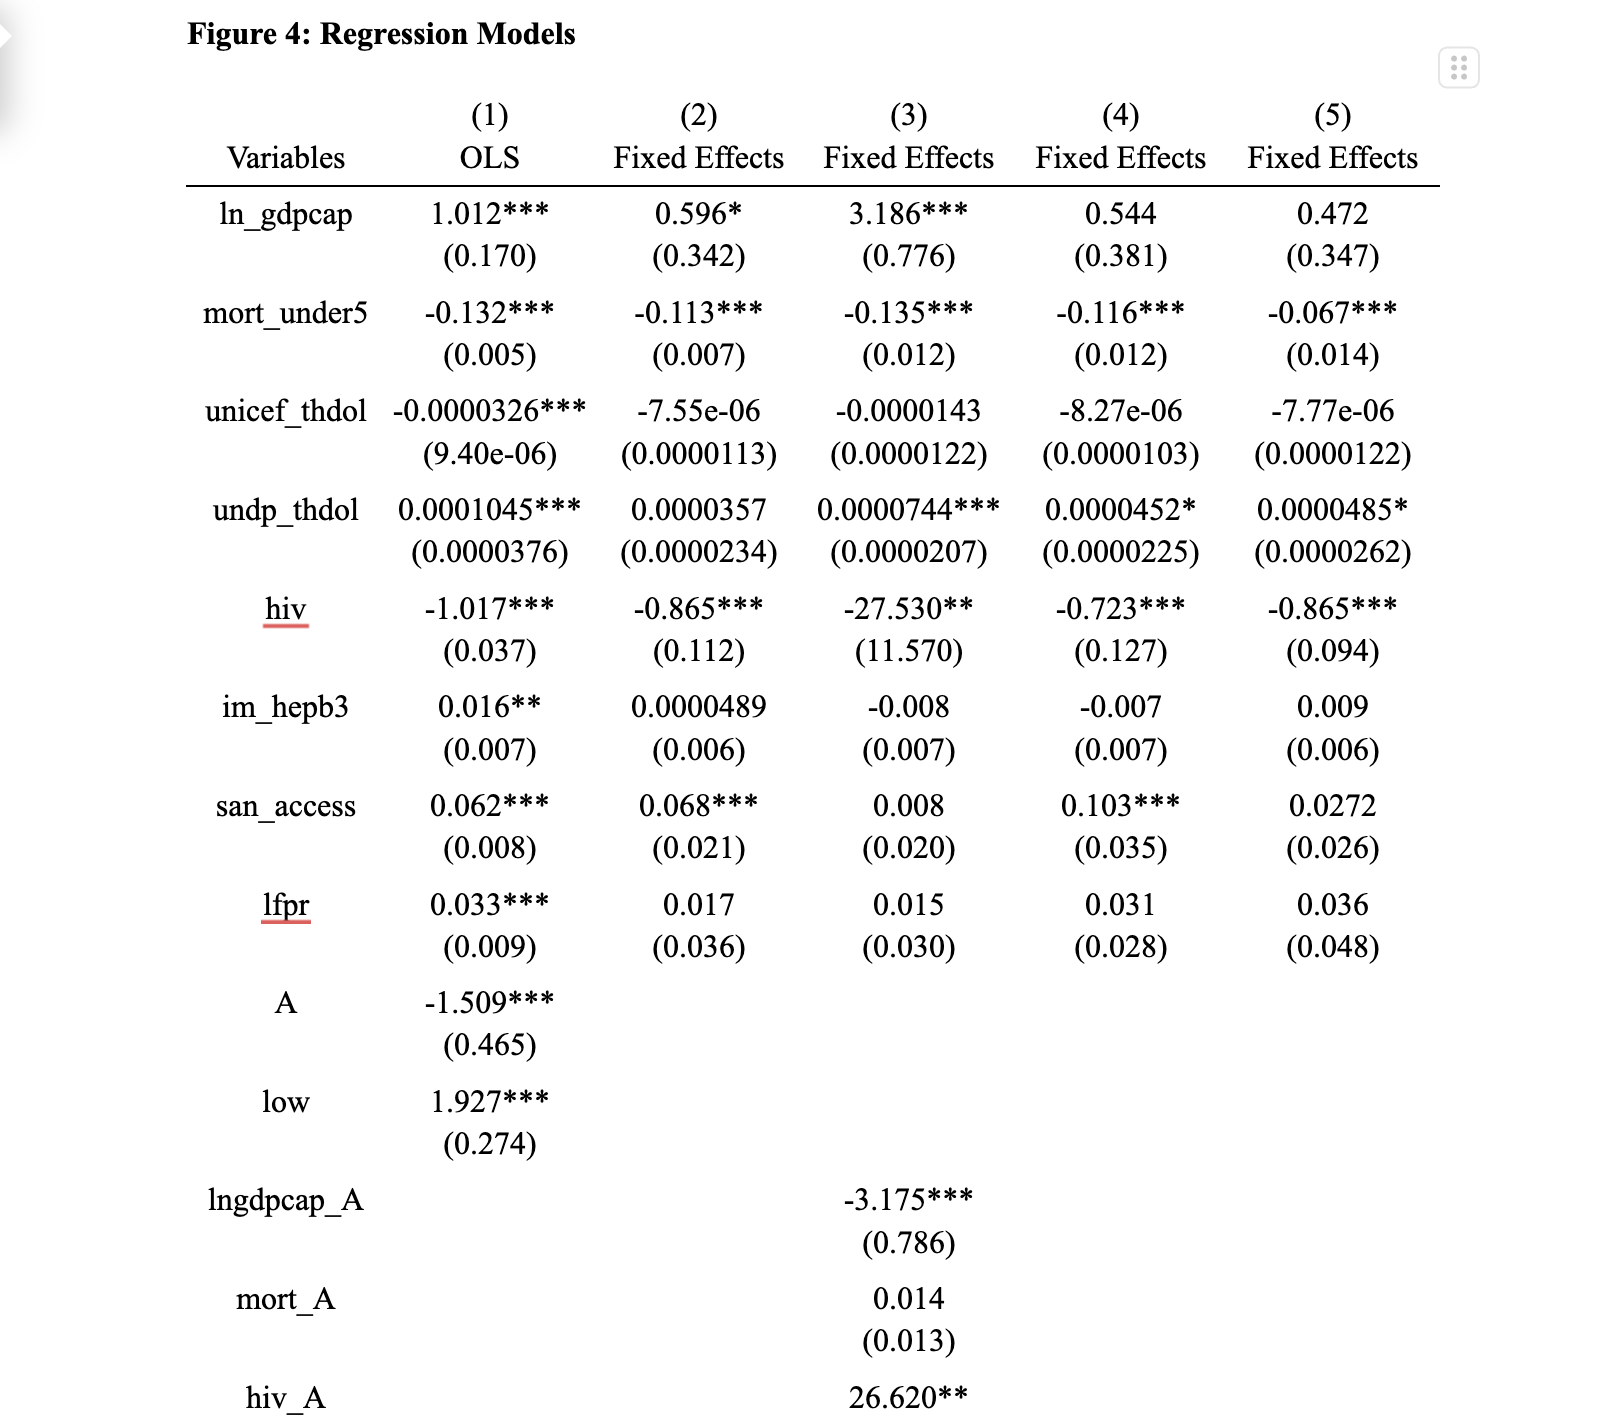 Figure 4: Regression Models
(1) (2) (3) (4) (5)
Variables OLS Fixed Effects Fixed Effects Fixed Effects Fixed Effects
ln_gdpcap 1.012*** 0.596* 3.186*** 0.544 0.472
(0.170) (0.342) (0.776) (0.381) (0.347)
mort_under5 -0.132*** -0.113*** -0.135*** -0.116*** -0.067***
(0.005) (0.007) (0.012) (0.012) (0.014)
unicef_thdol -0.0000326*** -7.55e-06 -0.0000143 -8.27e-06 -7.77e-06
(9.40e-06) (0.0000113) (0.0000122) (0.0000103) (0.0000122)
undp_thdol 0.0001045*** 0.0000357 0.0000744*** 0.0000452* 0.0000485*
(0.0000376) (0.0000234) (0.0000207) (0.0000225) (0.0000262)
hiv -1.017*** -0.865*** -27.530** -0.723*** -0.865***
(0.037) (0.112) (11.570) (0.127) (0.094)
im_hepb3 0.016** 0.0000489 -0.008 -0.007 0.009
(0.007) (0.006) (0.007) (0.007) (0.006)
san_access 0.062*** 0.068*** 0.008 0.103*** 0.0272
(0.008) (0.021) (0.020) (0.035) (0.026)
lfpr 0.033*** 0.017 0.015 0.031 0.036
(0.009) (0.036) (0.030) (0.028) (0.048)
A -1.509***
(0.465)
low 1.927***
(0.274)
lngdpcap_A -3.175***
(0.786)
mort_A 0.014
(0.013)
hiv_A 26.620**